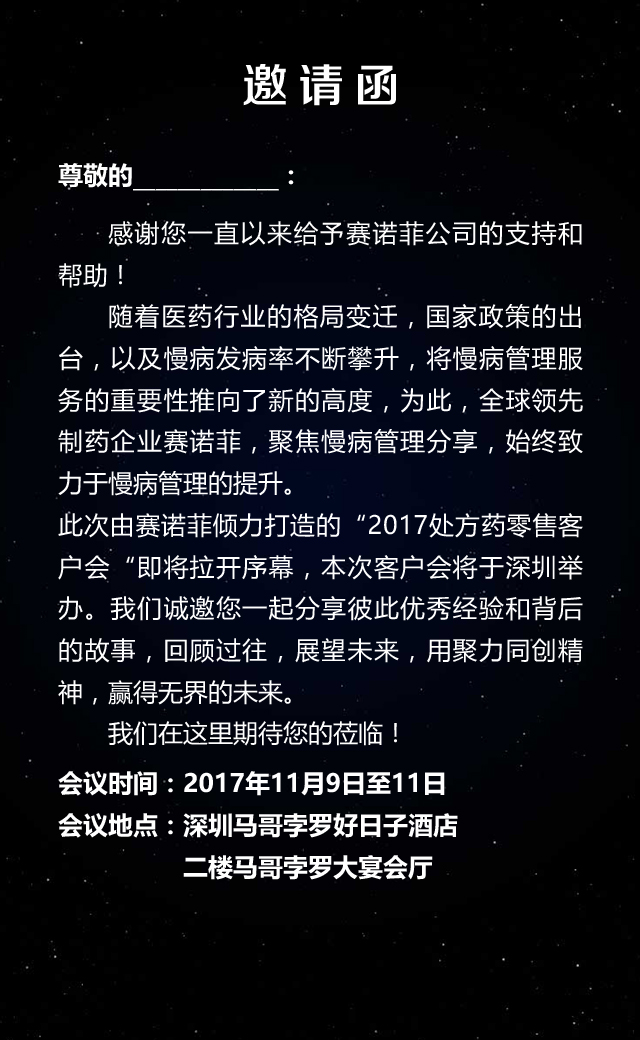 邀请函
尊敬的____________：
感谢您一直以来给予赛诺菲公司的支持和
帮助！
随着医药行业的格局变迁，国家政策的出
台，以及慢病发病率不断攀升，将慢病管理服
务的重要性推向了新的高度，为此，全球领先
制药企业赛诺菲，聚焦慢病管理分享，始终致
力于慢病管理的提升。
此次由赛诺菲倾力打造的“2017处方药零售客
户会“即将拉开序幕，本次客户会将于深圳举
办。我们诚邀您一起分享彼此优秀经验和背后
的故事，回顾过往，展望未来，用聚力同创精
神，赢得无界的未来。
我们在这里期待您的莅临！
会议时间：2017年11月9日至11日
会议地点：深圳马哥孛罗好日子酒店
二楼马哥孛罗大宴会厅